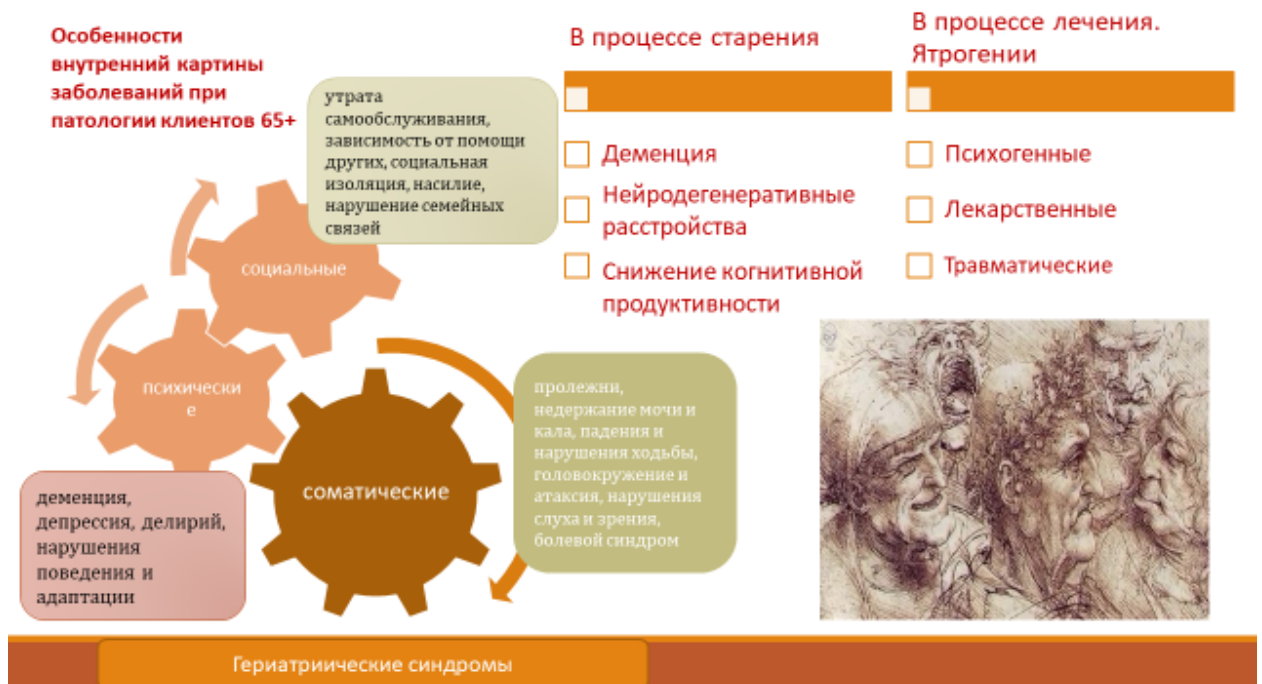 Особенности
внутренний картины
заболеваний при
патологии клиентов 65+
утрата
самообслуживания,
зависимость от помощи
других, социальная
изоляция, насилие,
нарушение семейных
связей
социальные
психически
е
деменция,
депрессия, делирий,
нарушения
поведения и
адаптации
соматические
пролежни,
недержание мочи и
кала, падения и
нарушения ходьбы,
головокружение и
атаксия, нарушения
слуха и зрения,
болевой синдром
В процессе старения
Деменция
Нейродегенеративные
расстройства
Снижение когнитивной
продуктивности
В процессе лечения.
Ятрогении
Психогенные
Лекарственные
Травматические
Гериатриические синдромы